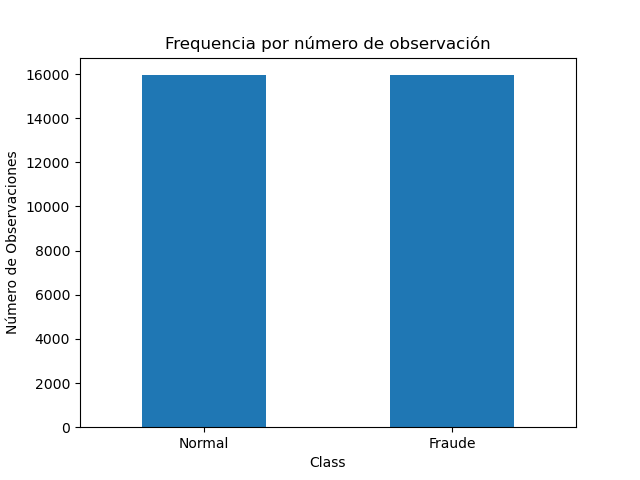 Frequencia por número de observación
Número de Observaciones
16000
14000
12000
10000
8000
6000
4000
2000
0
Normal
Fraude
Class